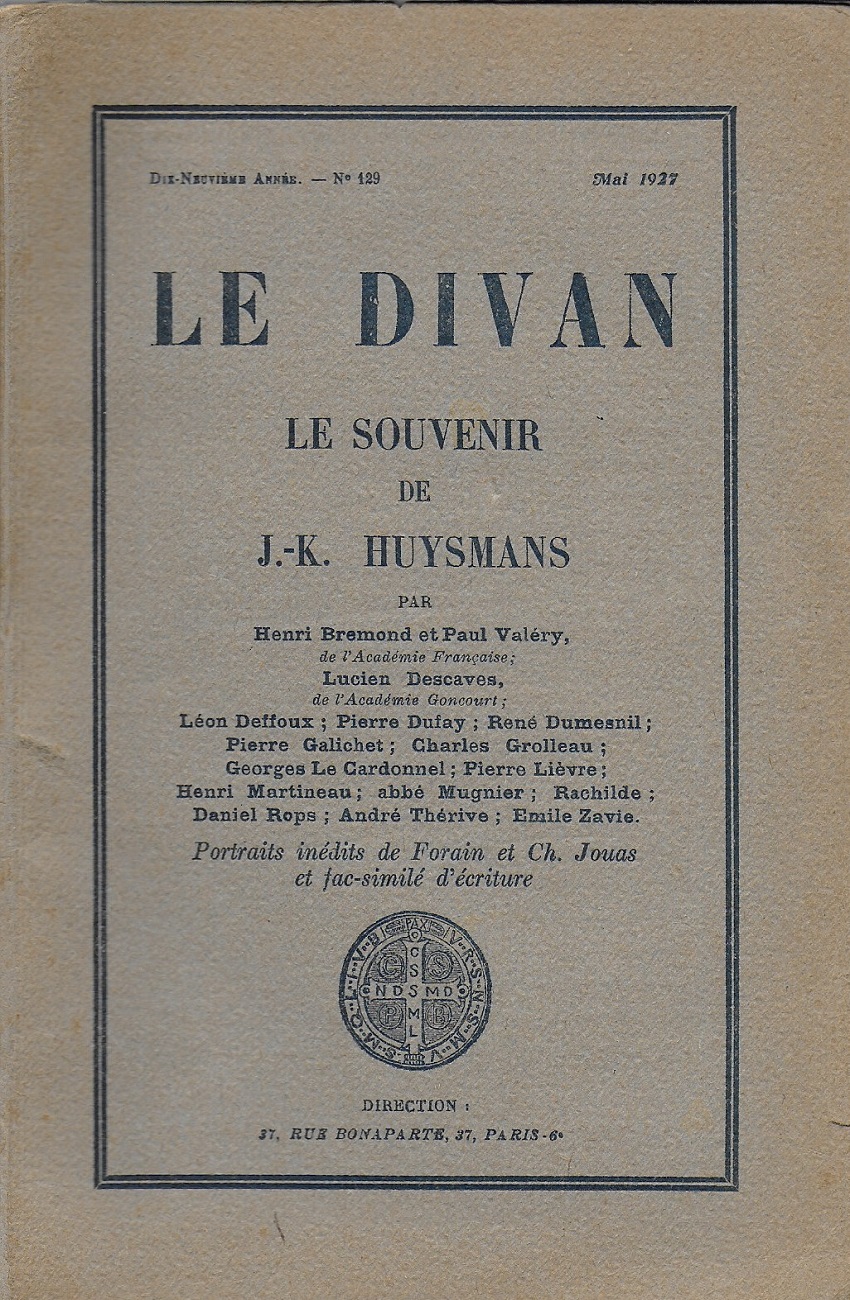 Dix-Neuvième Année. — Nº 129
Mai 1927
LE DIVAN
LE SOUVENIR
DE
J.-K. HUYSMANS
PAR
Henri Bremond et Paul Valéry,
de l'Académie Française;
Lucien Descaves,
de l'Académie Goncourt;
Léon Deffoux ; Pierre Dufay ; René Dumesnil;
Pierre Galichet ; Charles Grolleau ;
Georges Le Cardonnel ; Pierre Lièvre ;
Henri Martineau ; abbé Mugnier ; Rachilde ;
Daniel Rops ; André Thérive ; Emile Zavie.
Portraits inédits de Forain et Ch. Jouas
et fac-similé d'écriture
PAX
V·R·S·N·S·M·V
S·M·Q·L·I·V·B
C S
S
N D S M D
M
P B
L
DIRECTION :
37, RUE BONAPARTE, 37, PARIS-6e